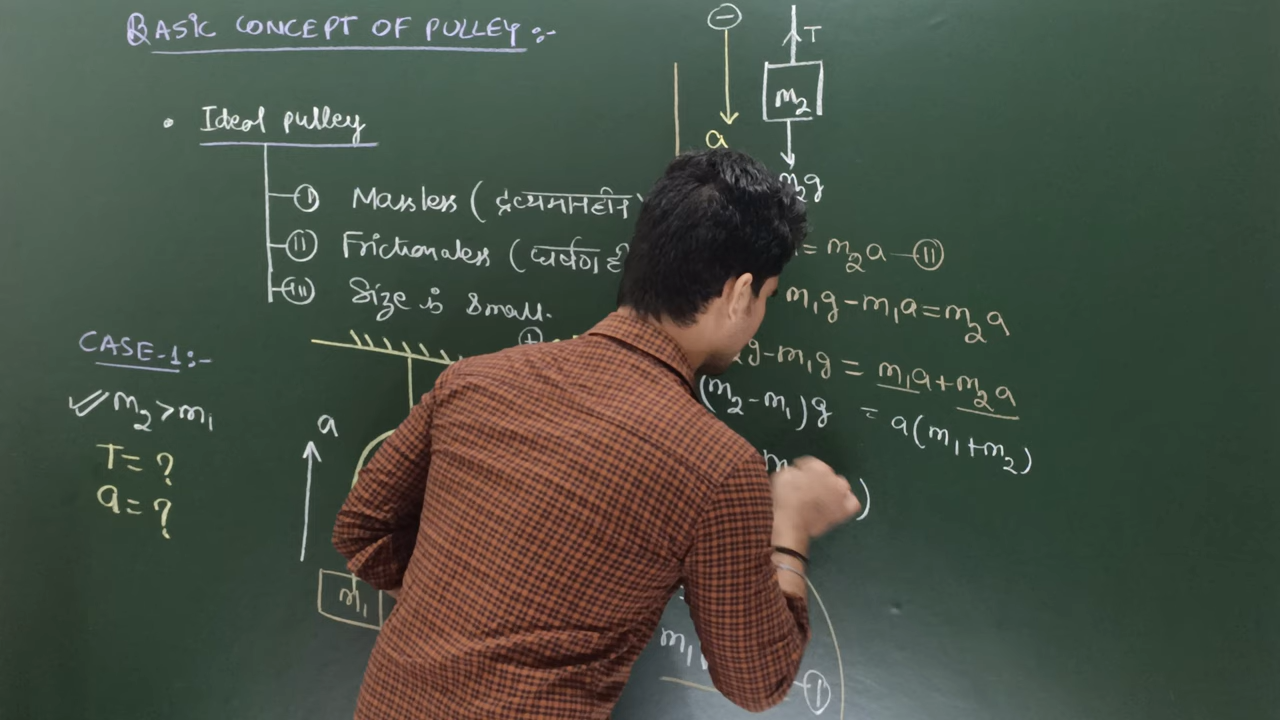 BASIC CONCEPT OF PULLEY :-
• Ideal pulley
I Massless ( द्रव्यमानहीन
II Frictionless ( घर्षण
III Size is small.
CASE-1 :-
m₂ > m₁
T = ?
a = ?
a
m₁
⊖
a
T
m₂
m₂g
= m₂a — II
m₁g - m₁a = m₂a
g - m₁g = m₁a + m₂a
(m₂ - m₁)g = a(m₁ + m₂)
)
m₁
I